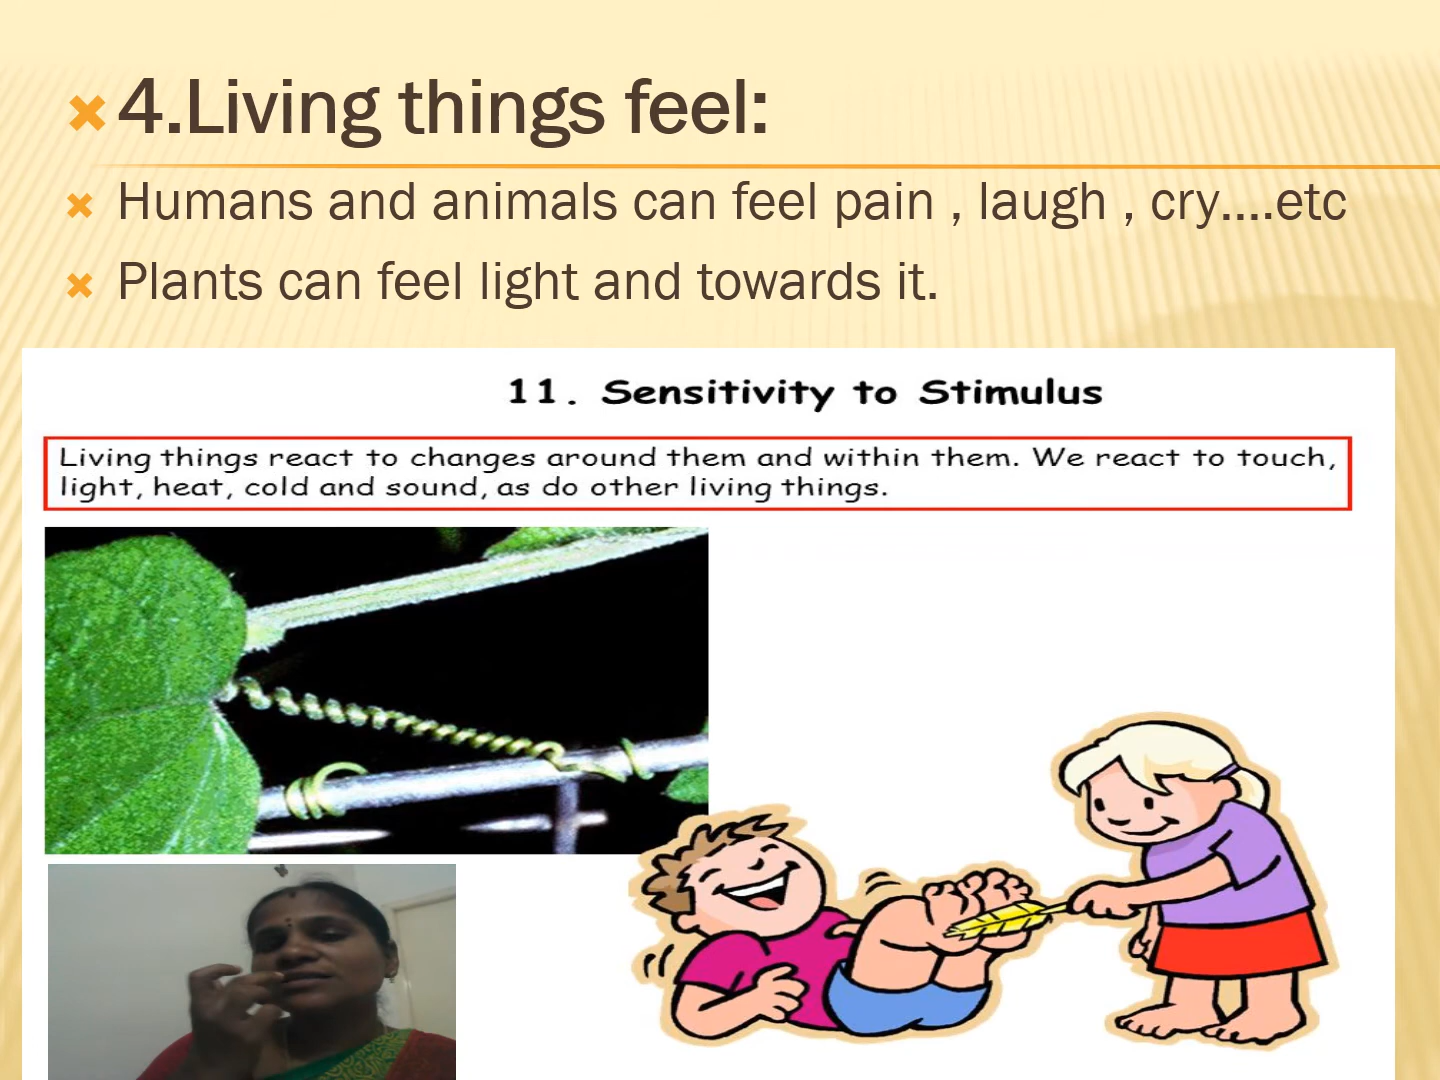 4.Living things feel:
Humans and animals can feel pain , laugh , cry....etc
Plants can feel light and towards it.
11. Sensitivity to Stimulus
Living things react to changes around them and within them. We react to touch,
light, heat, cold and sound, as do other living things.